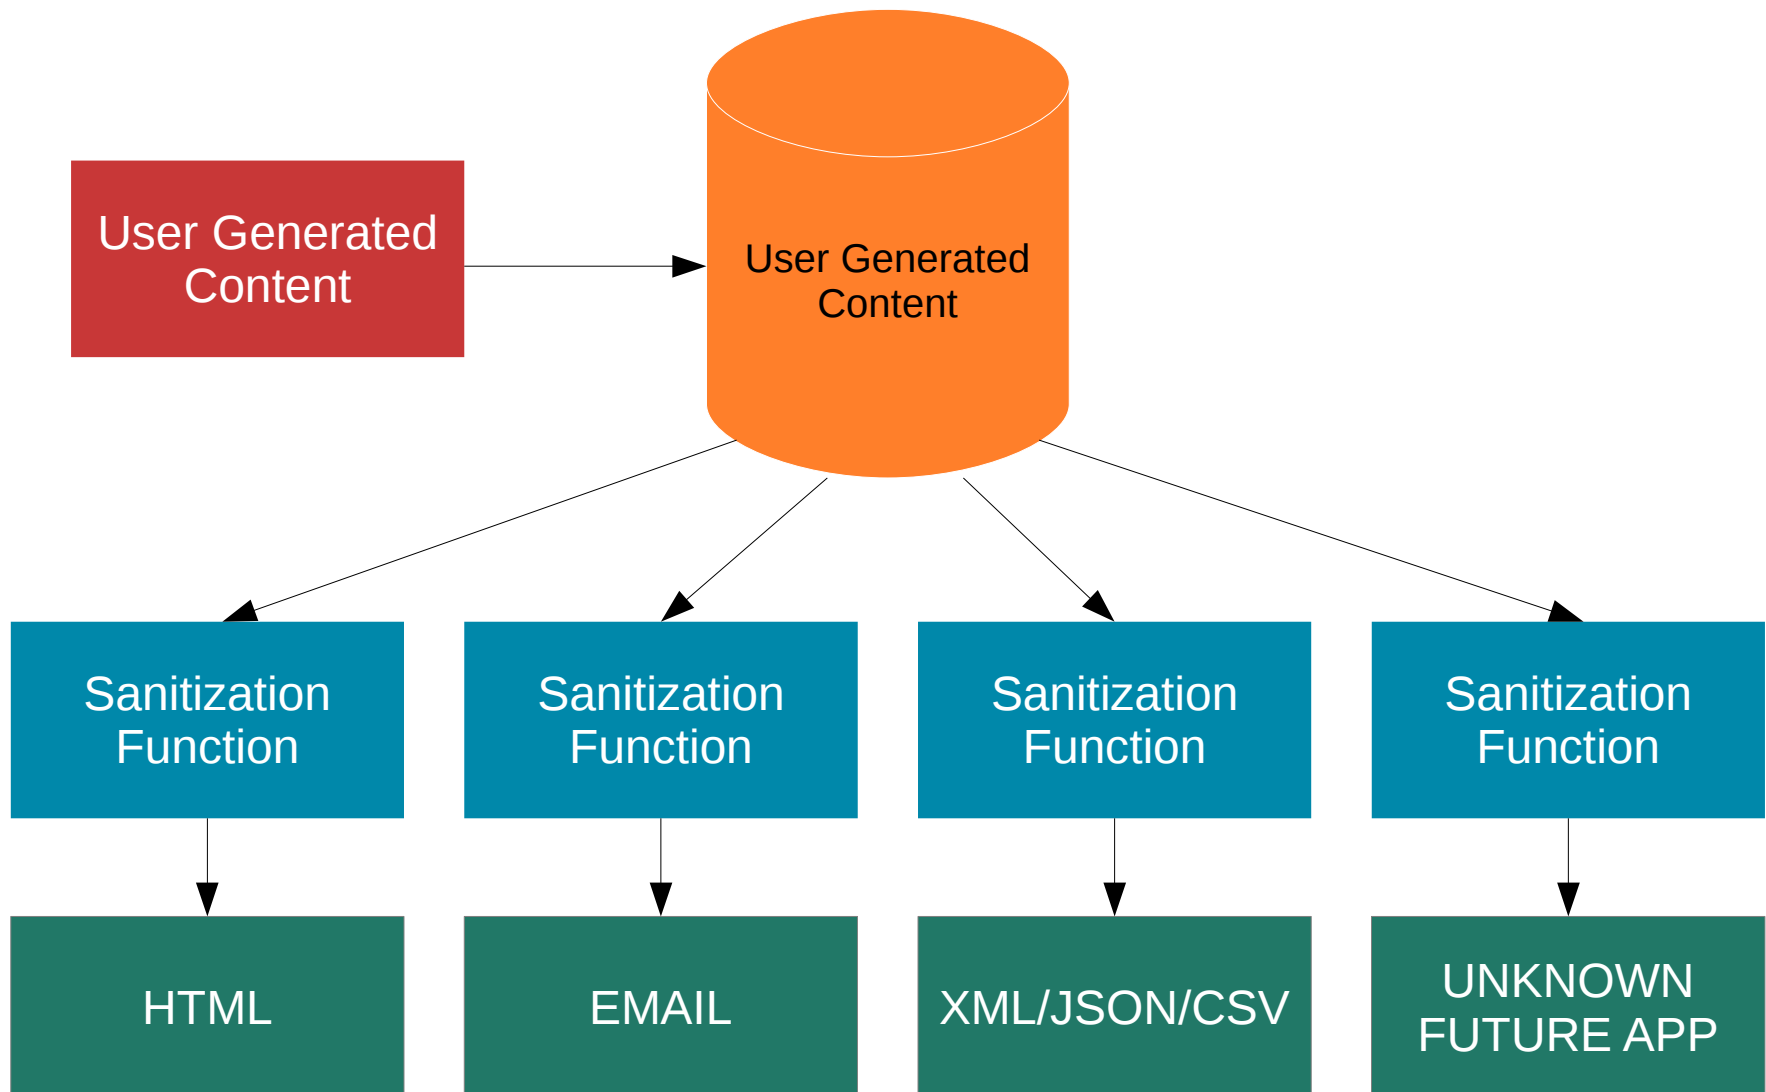 User Generated
Content
User Generated
Content
Sanitization
Function
Sanitization
Function
Sanitization
Function
Sanitization
Function
HTML
EMAIL
XML/JSON/CSV
UNKNOWN
FUTURE APP